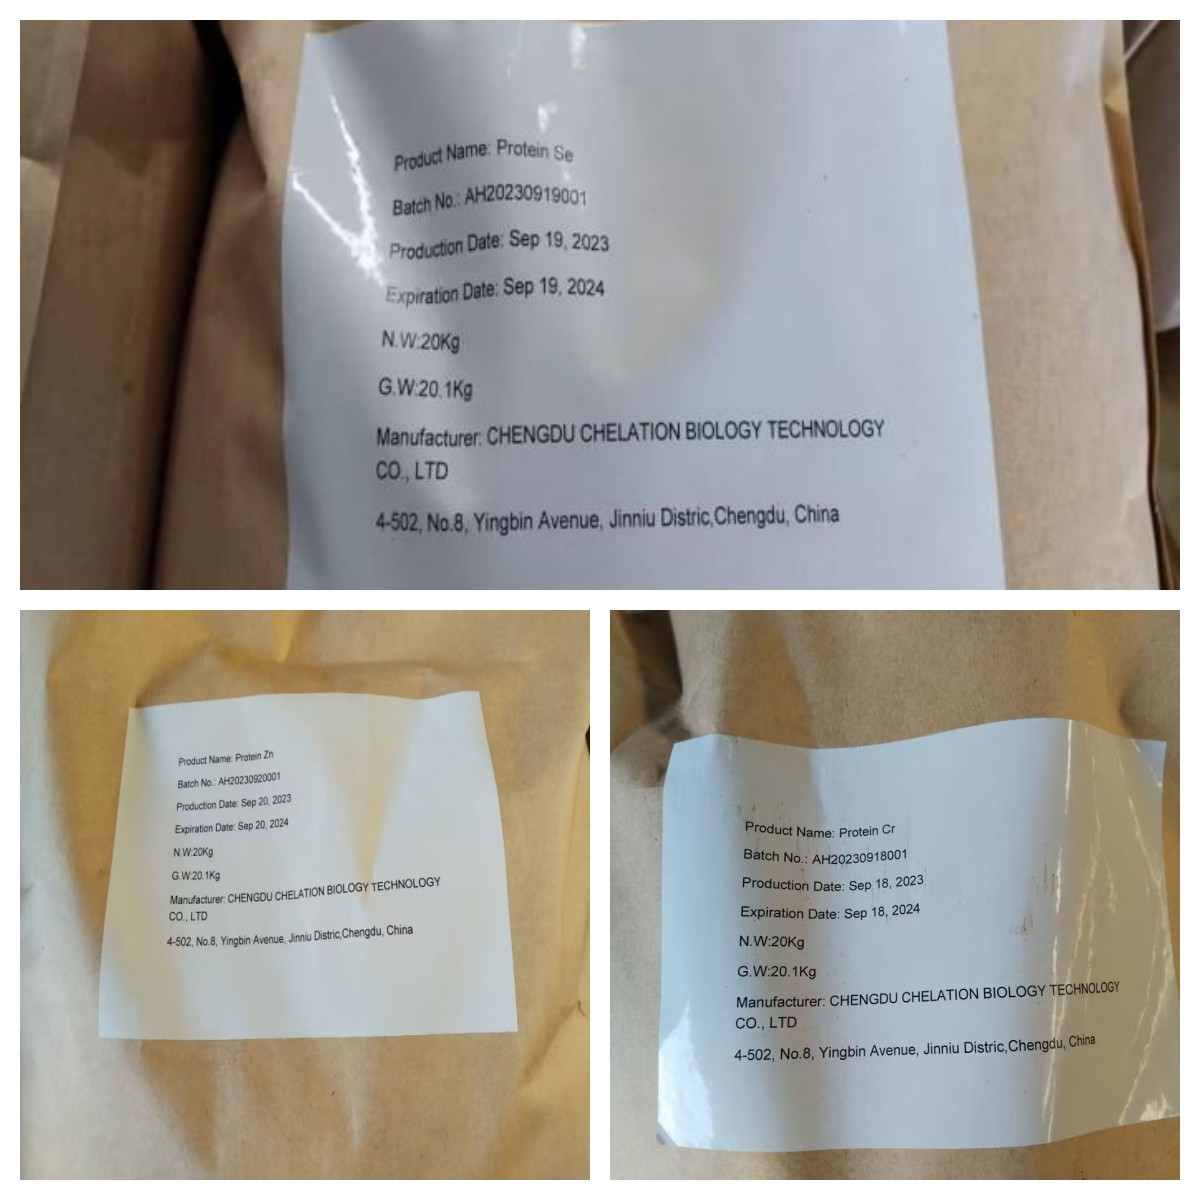 Product Name: Protein Se
Batch No.: AH20230919001
Production Date: Sep 19, 2023
Expiration Date: Sep 19, 2024
N.W:20Kg
G.W:20.1Kg
Manufacturer: CHENGDU CHELATION BIOLOGY TECHNOLOGY
CO., LTD
4-502, No.8, Yingbin Avenue, Jinniu Distric,Chengdu, China
Product Name: Protein Zn
Batch No.: AH20230920001
Production Date: Sep 20, 2023
Expiration Date: Sep 20, 2024
N.W:20Kg
G.W:20.1Kg
Manufacturer: CHENGDU CHELATION BIOLOGY TECHNOLOGY
CO., LTD
4-502, No.8, Yingbin Avenue, Jinniu Distric,Chengdu, China
Product Name: Protein Cr
Batch No.: AH20230918001
Production Date: Sep 18, 2023
Expiration Date: Sep 18, 2024
N.W:20Kg
G.W:20.1Kg
Manufacturer: CHENGDU CHELATION BIOLOGY TECHNOLOGY
CO., LTD
4-502, No.8, Yingbin Avenue, Jinniu Distric,Chengdu, China